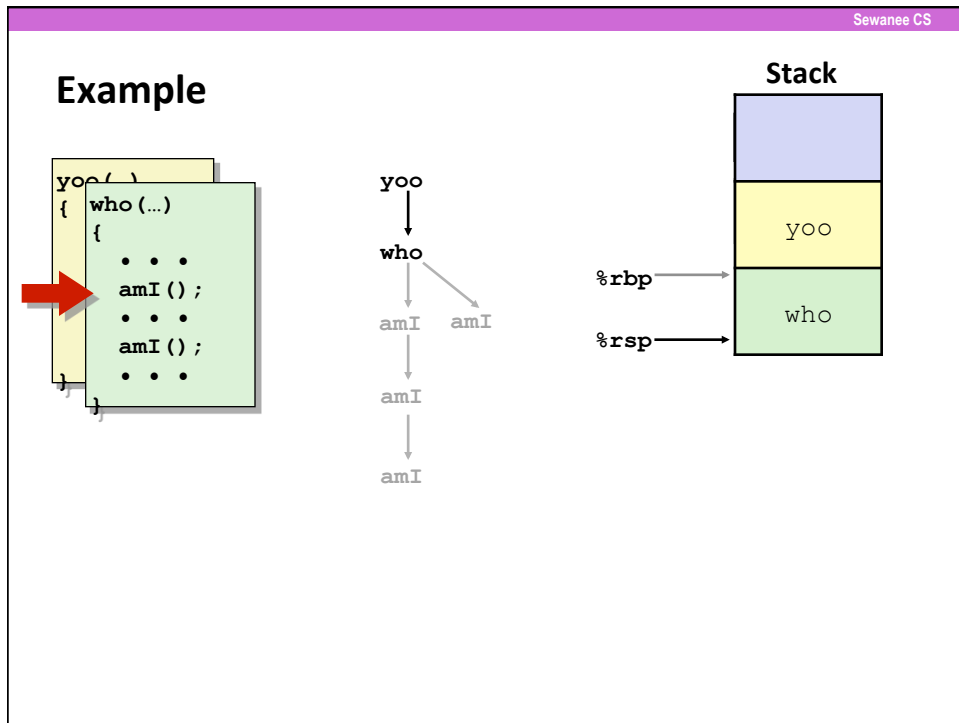 Sewanee CS
Example
yoo(…)
{
}
who(…)
{
• • •
amI();
• • •
amI();
• • •
}
yoo
who
amI amI
amI
amI
Stack
yoo
%rbp
who
%rsp